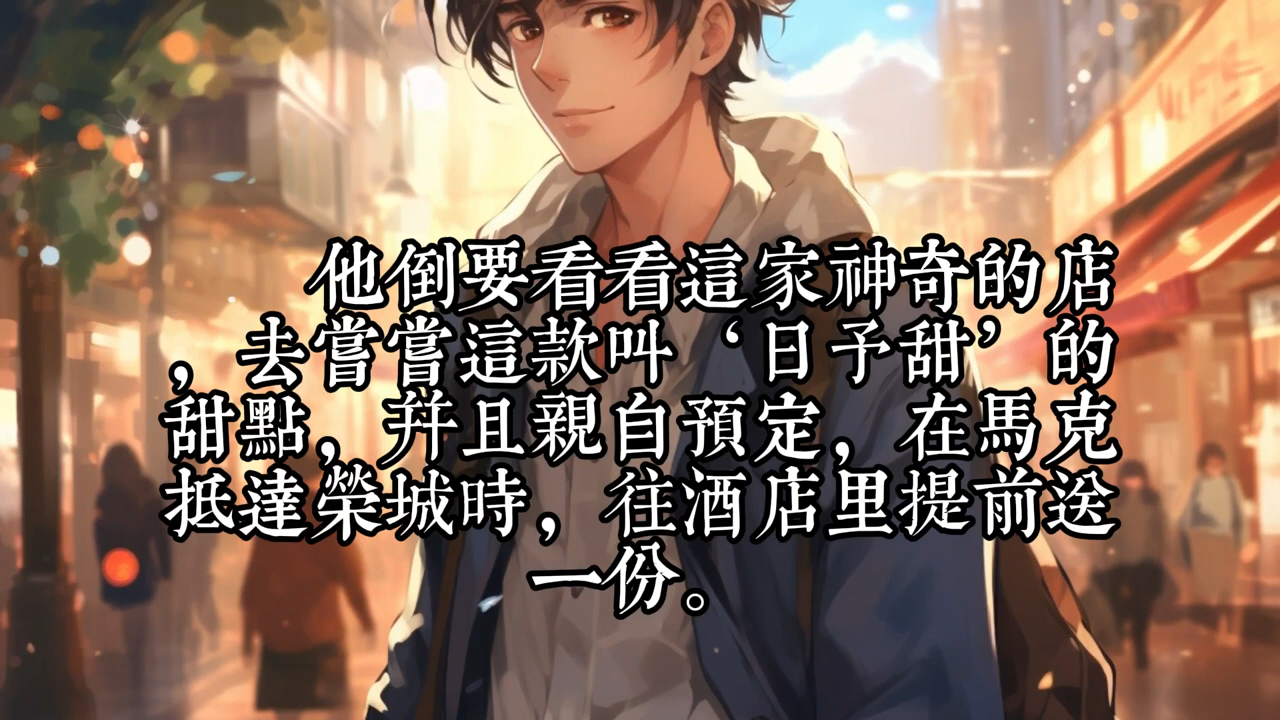 他倒要看看這家神奇的店
，去嘗嘗這款叫‘日予甜’的
甜點，幷且親自預定，在馬克
抵達榮城時，往酒店里提前送
一份。